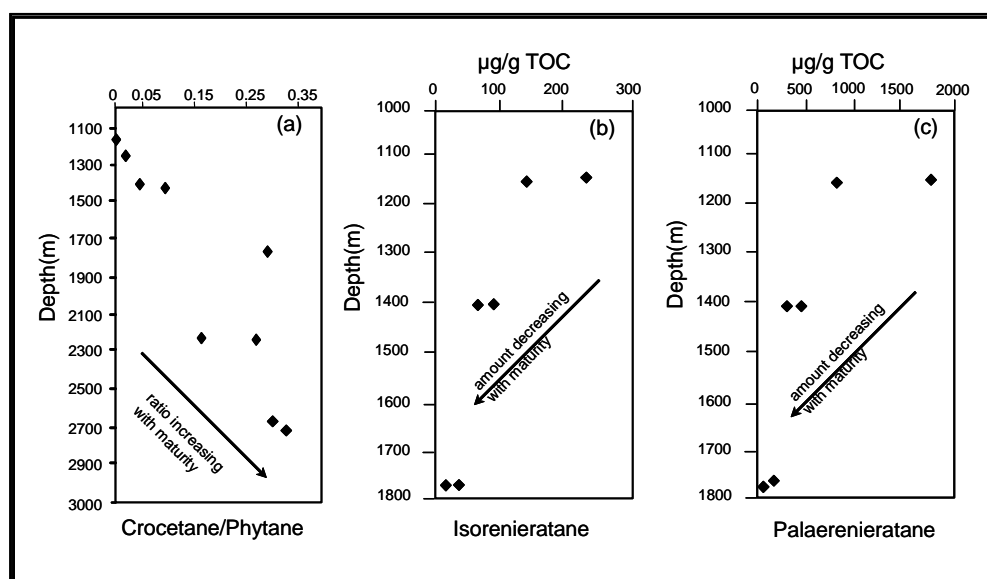 0 0.05 0.15 0.25 0.35
(a)
1100
1300
1500
1700
1900
2100
2300
2500
2700
2900
3000
Depth(m)
ratio increasing
with maturity
Crocetane/Phytane
µg/g TOC
0 100 200 300
(b)
1000
1100
1200
1300
1400
1500
1600
1700
1800
Depth(m)
amount decreasing
with maturity
Isorenieratane
µg/g TOC
0 500 1000 1500 2000
(c)
1000
1100
1200
1300
1400
1500
1600
1700
1800
Depth(m)
amount decreasing
with maturity
Palaerenieratane